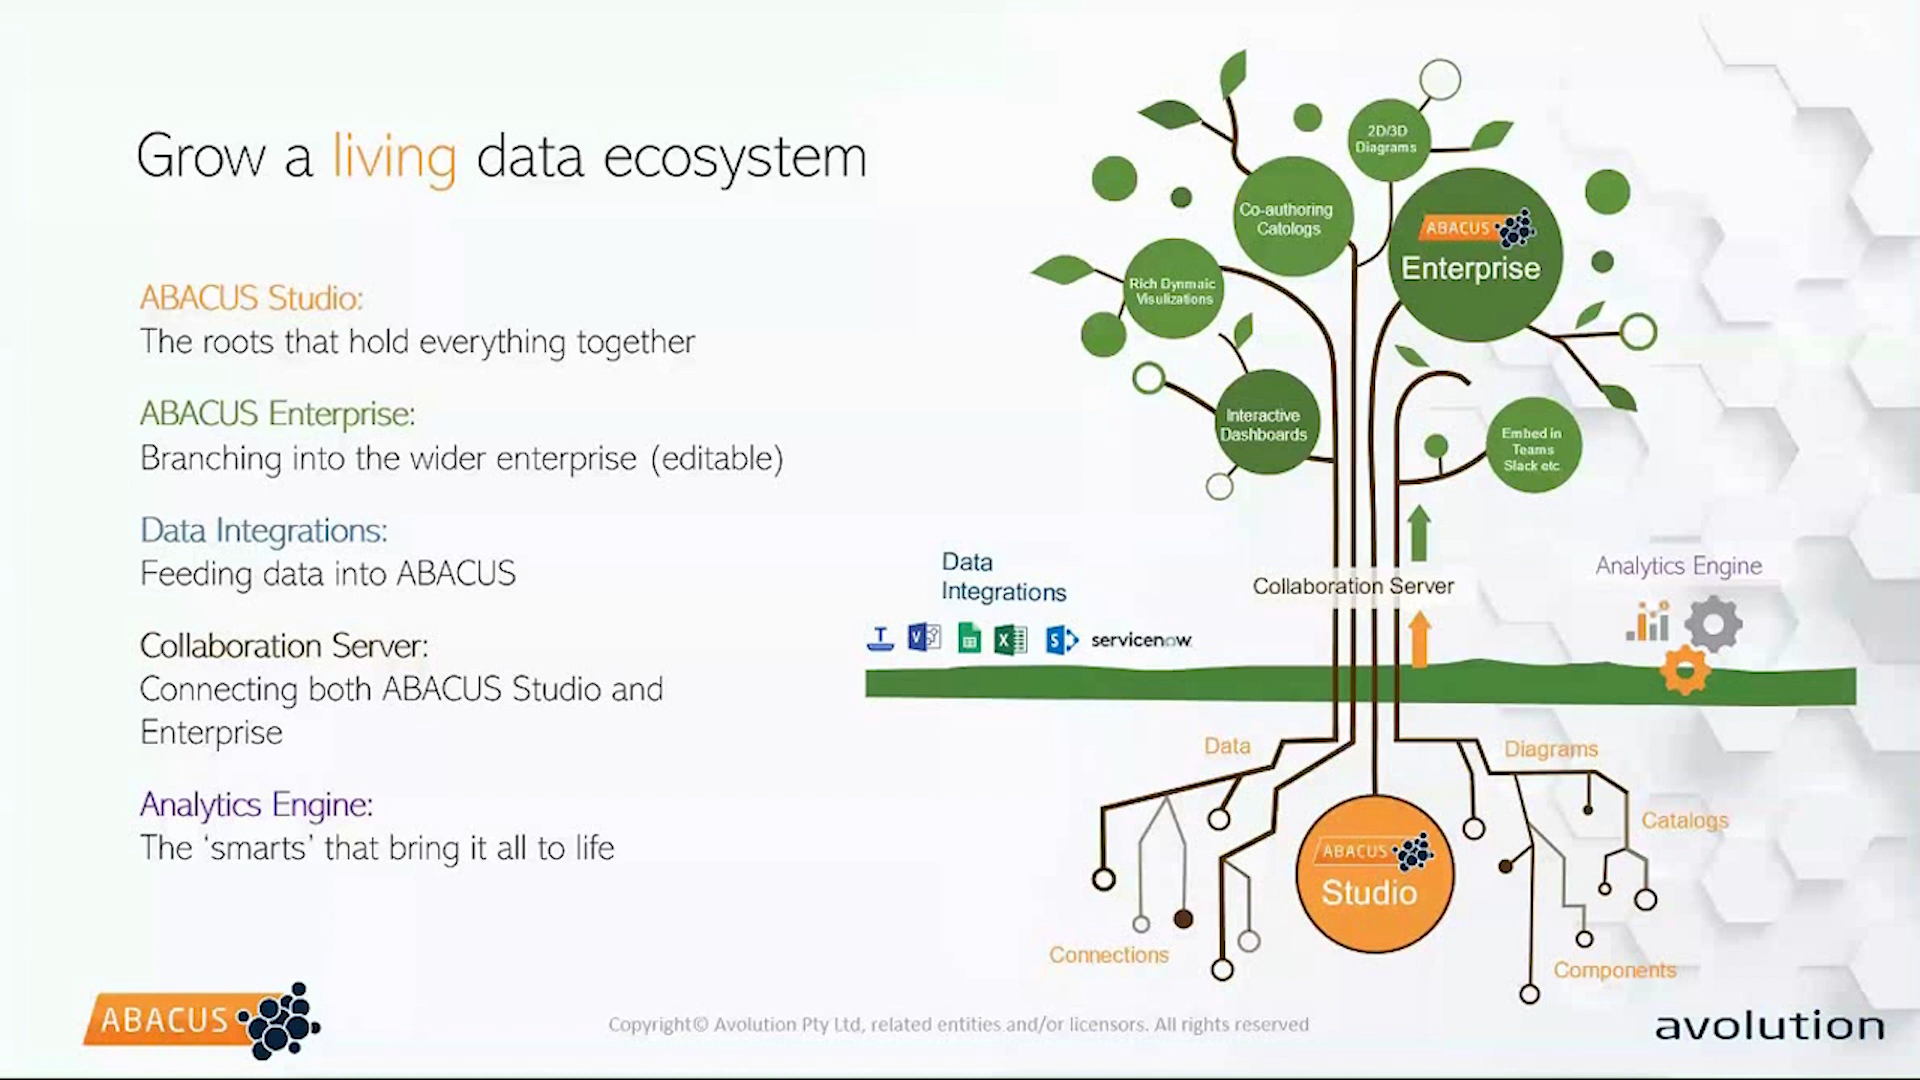 Grow a living data ecosystem
ABACUS Studio:
The roots that hold everything together
ABACUS Enterprise:
Branching into the wider enterprise (editable)
Data Integrations:
Feeding data into ABACUS
Collaboration Server:
Connecting both ABACUS Studio and
Enterprise
Analytics Engine:
The ‘smarts’ that bring it all to life
2D/3D
Diagrams
Co-authoring
Catologs
ABACUS
Enterprise
Rich Dynmaic
Visulizations
Interactive
Dashboards
Embed in
Teams
Slack etc
Data
Integrations
Collaboration Server
Analytics Engine
T
V
X
S
servicenow
Data
Diagrams
Catalogs
ABACUS
Studio
Connections
Components
ABACUS
Copyright© Avolution Pty Ltd, related entities and/or licensors. All rights reserved
avolution